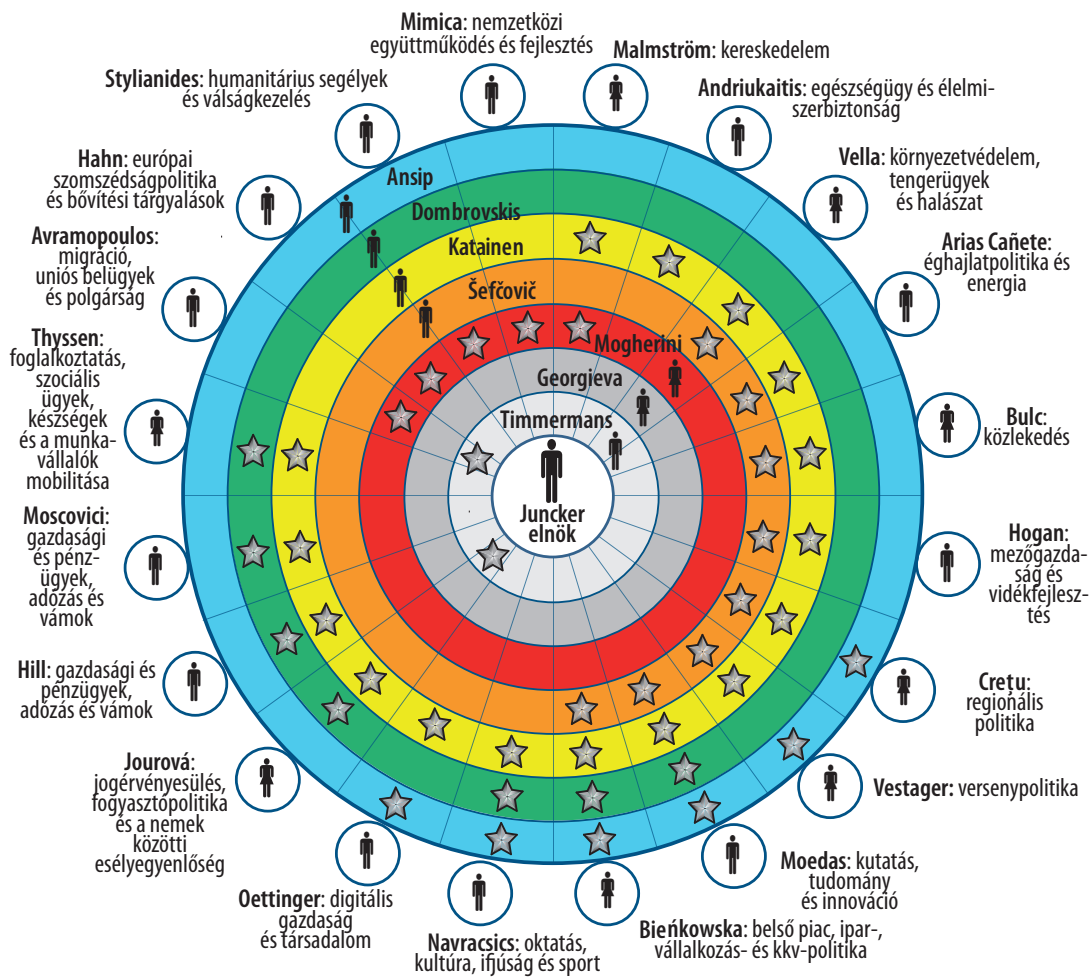 Mimica: nemzetközi
együttműködés és fejlesztés
Malmström: kereskedelem
Stylianides: humanitárius segélyek
és válságkezelés
Andriukaitis: egészségügy és élelmi-
szerbiztonság
Hahn: európai
szomszédságpolitika
és bővítési tárgyalások
Vella: környezetvédelem,
tengerügyek
és halászat
Avramopoulos:
migráció,
uniós belügyek
és polgárság
Arias Cañete:
éghajlatpolitika és
energia
Thyssen:
foglalkoztatás,
szociális
ügyek,
készségek
és a munka-
vállalók
mobilitása
Bulc:
közlekedés
Moscovici:
gazdasági
és pénz-
ügyek,
adózás és
vámok
Hogan:
mezőgazda-
ság és
vidékfejlesz-
tés
Hill: gazdasági és
pénzügyek,
adózás és vámok
Crețu:
regionális
politika
Jourová:
jogérvényesülés,
fogyasztópolitika
és a nemek
közötti
esélyegyenlőség
Vestager: versenypolitika
Oettinger: digitális
gazdaság
és társadalom
Moedas: kutatás,
tudomány
és innováció
Navracsics: oktatás,
kultúra, ifjúság és sport
Bieńkowska: belső piac, ipar-,
vállalkozás- és kkv-politika
Ansip
Dombrovskis
Katainen
Šefčovič
Mogherini
Georgieva
Timmermans
Juncker
elnök